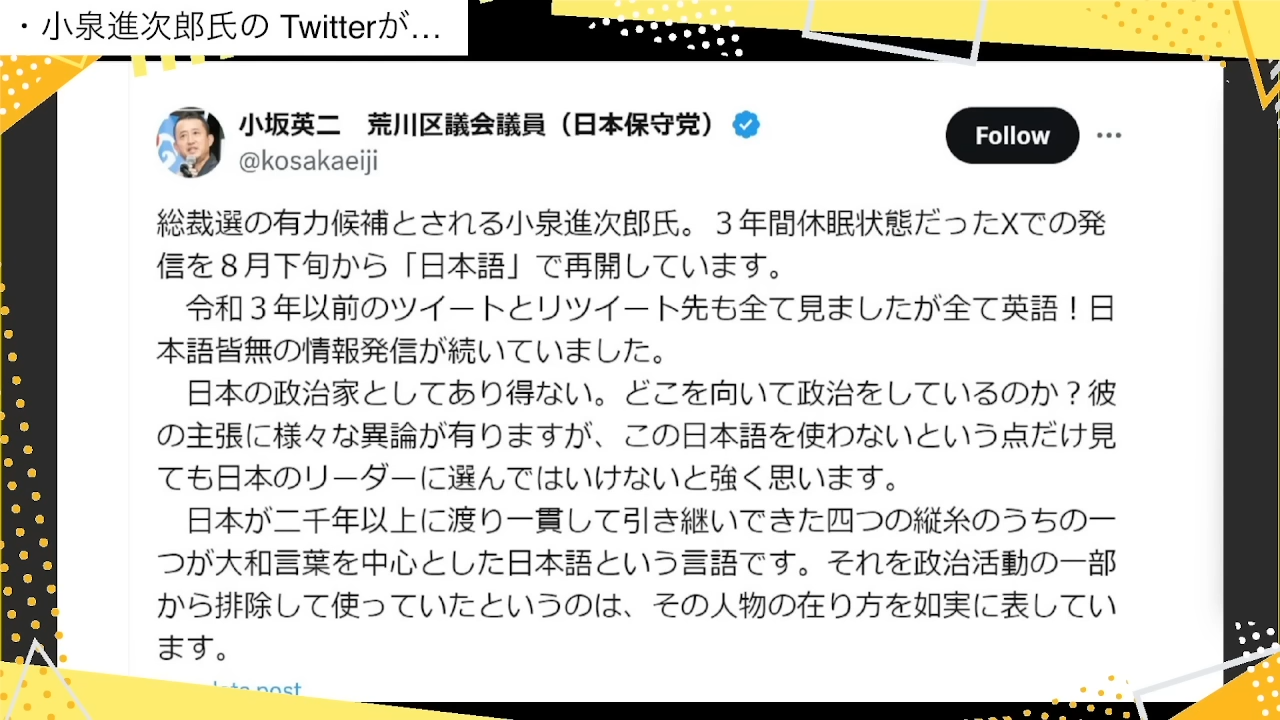 ・小泉進次郎氏の Twitterが…
小坂英二　荒川区議会議員（日本保守党）
@kosakaeiji
Follow
総裁選の有力候補とされる小泉進次郎氏。３年間休眠状態だったXでの発
信を８月下旬から「日本語」で再開しています。
　令和３年以前のツイートとリツイート先も全て見ましたが全て英語！日
本語皆無の情報発信が続いていました。
　日本の政治家としてあり得ない。どこを向いて政治をしているのか？彼
の主張に様々な異論が有りますが、この日本語を使わないという点だけ見
ても日本のリーダーに選んではいけないと強く思います。
　日本が二千年以上に渡り一貫して引き継いできた四つの縦糸のうちの一
つが大和言葉を中心とした日本語という言語です。それを政治活動の一部
から排除して使っていたというのは、その人物の在り方を如実に表してい
ます。
post